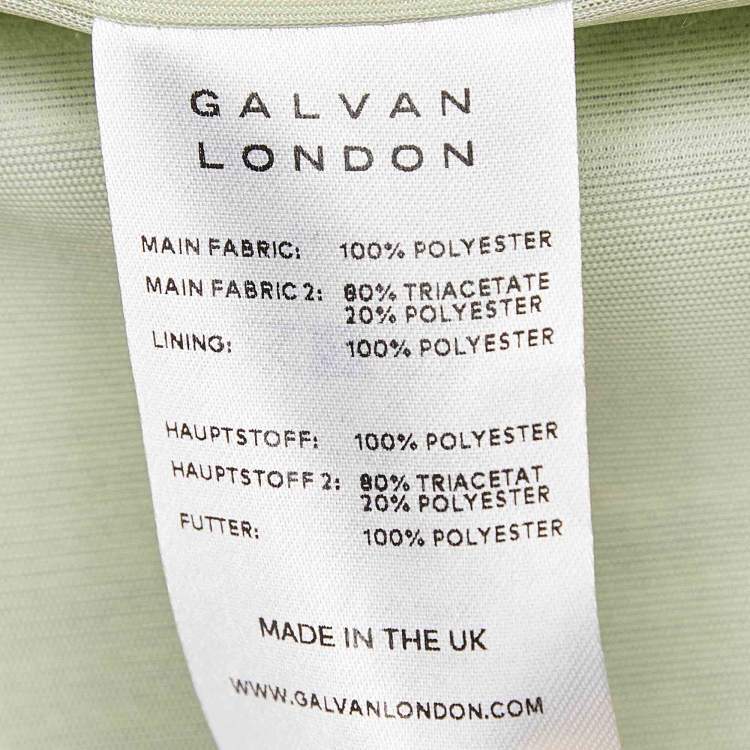 GALVAN
LONDON
MAIN FABRIC: 100% POLYESTER
MAIN FABRIC 2: 80% TRIACETATE
20% POLYESTER
LINING: 100% POLYESTER
HAUPTSTOFF: 100% POLYESTER
HAUPTSTOFF 2: 80% TRIACETAT
20% POLYESTER
FUTTER: 100% POLYESTER
MADE IN THE UK
WWW.GALVANLONDON.COM